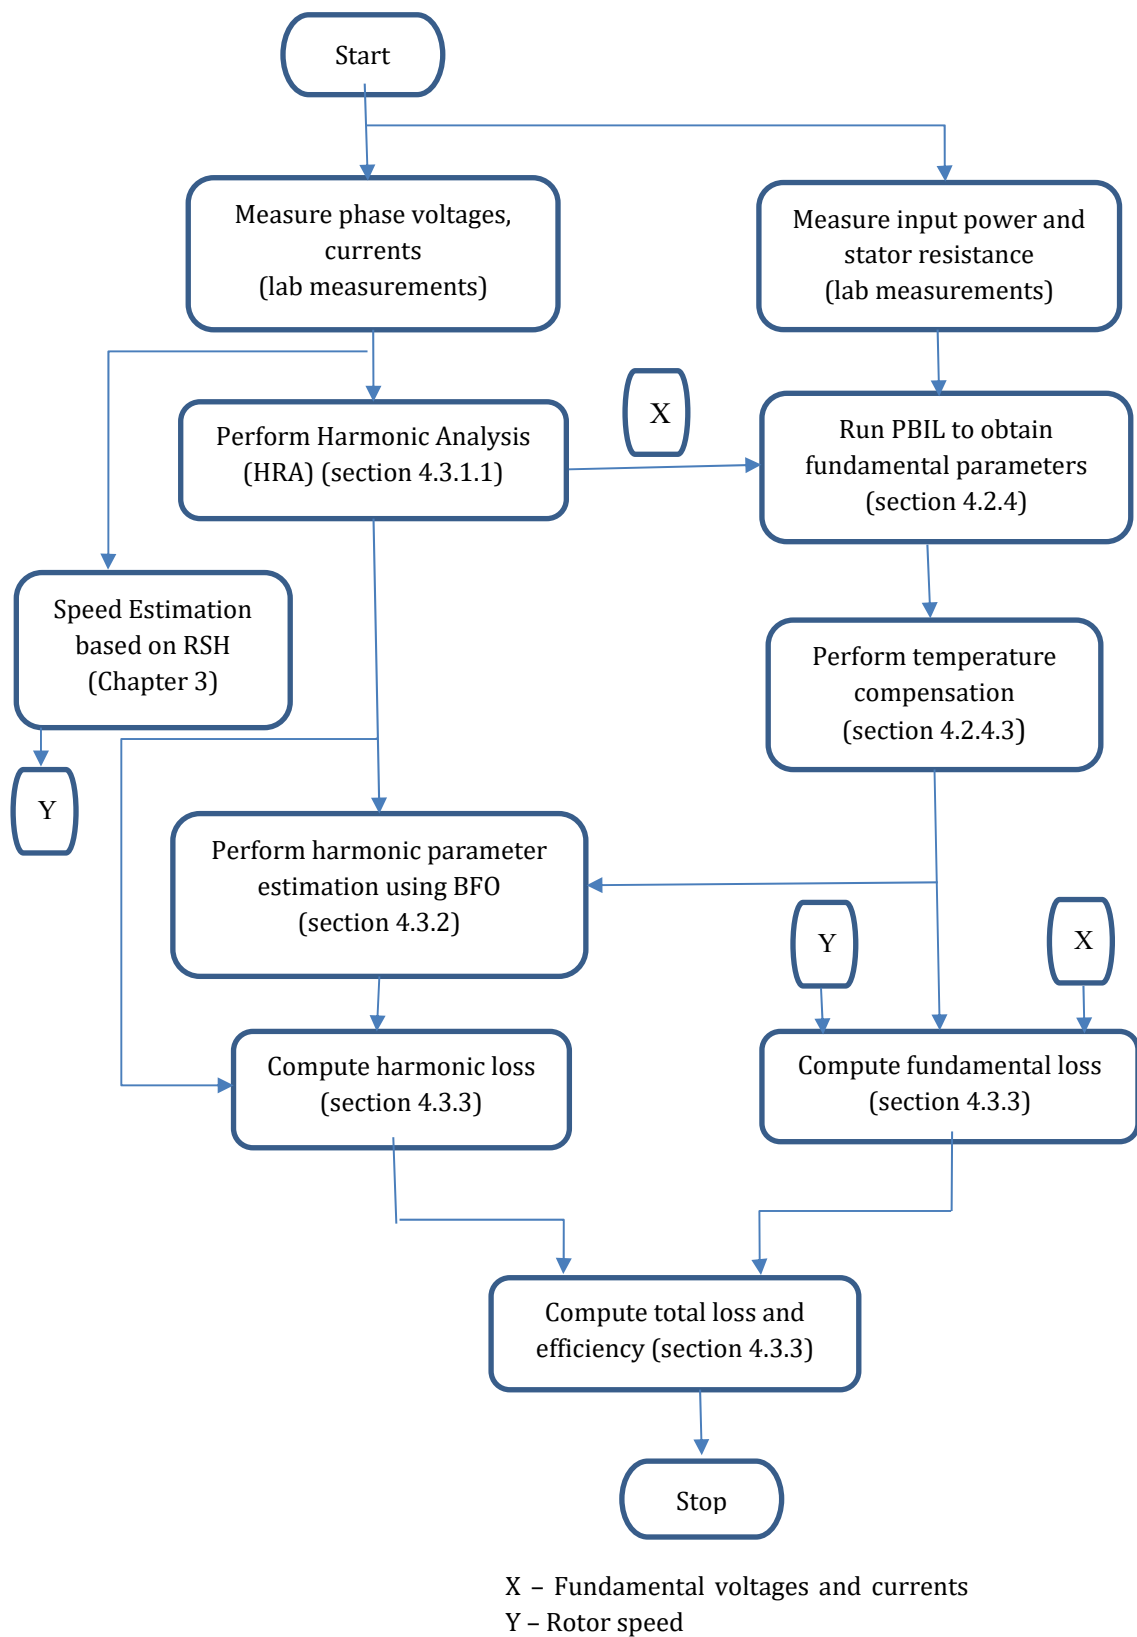 Start
Measure phase voltages,
currents
(lab measurements)
Measure input power and
stator resistance
(lab measurements)
X
Perform Harmonic Analysis
(HRA) (section 4.3.1.1)
Run PBIL to obtain
fundamental parameters
(section 4.2.4)
Speed Estimation
based on RSH
(Chapter 3)
Perform temperature
compensation
(section 4.2.4.3)
Y
Perform harmonic parameter
estimation using BFO
(section 4.3.2)
Y
X
Compute harmonic loss
(section 4.3.3)
Compute fundamental loss
(section 4.3.3)
Compute total loss and
efficiency (section 4.3.3)
Stop
X – Fundamental voltages and currents
Y – Rotor speed